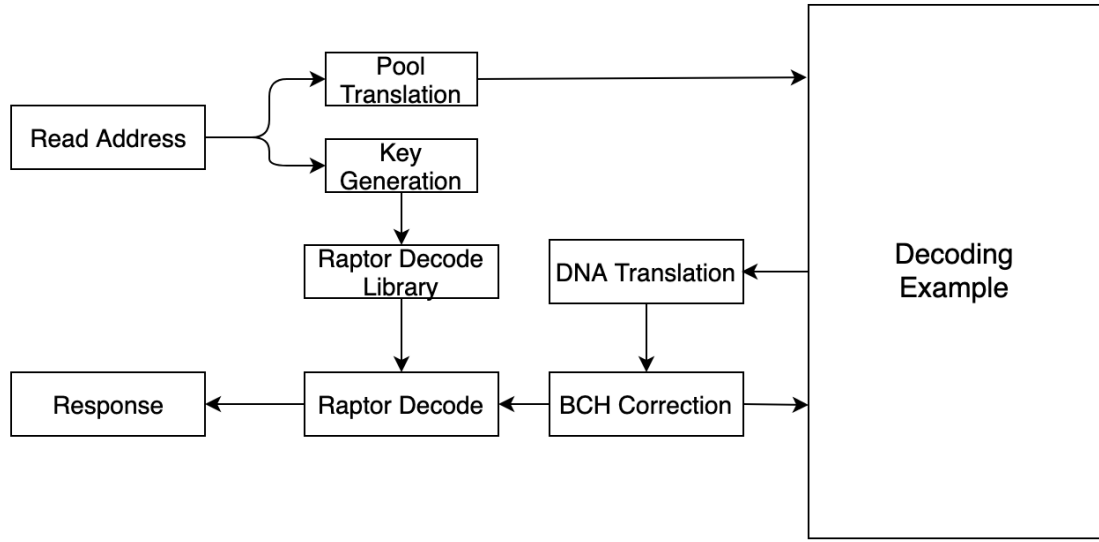 Pool
Translation
Read Address
Key
Generation
Raptor Decode
Library
DNA Translation
Decoding
Example
Response
Raptor Decode
BCH Correction